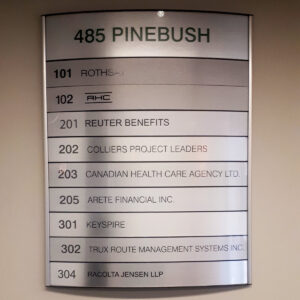 485 PINEBUSH
101
102 RHC
201 REUTER BENEFITS
202 COLLIERS PROJECT LEADERS
203 CANADIAN HEALTH CARE AGENCY LTD.
205 ARETE FINANCIAL INC.
301 KEYSPIRE
302 TRUX ROUTE MANAGEMENT SYSTEMS INC.
304 RACOLTA JENSEN LLP